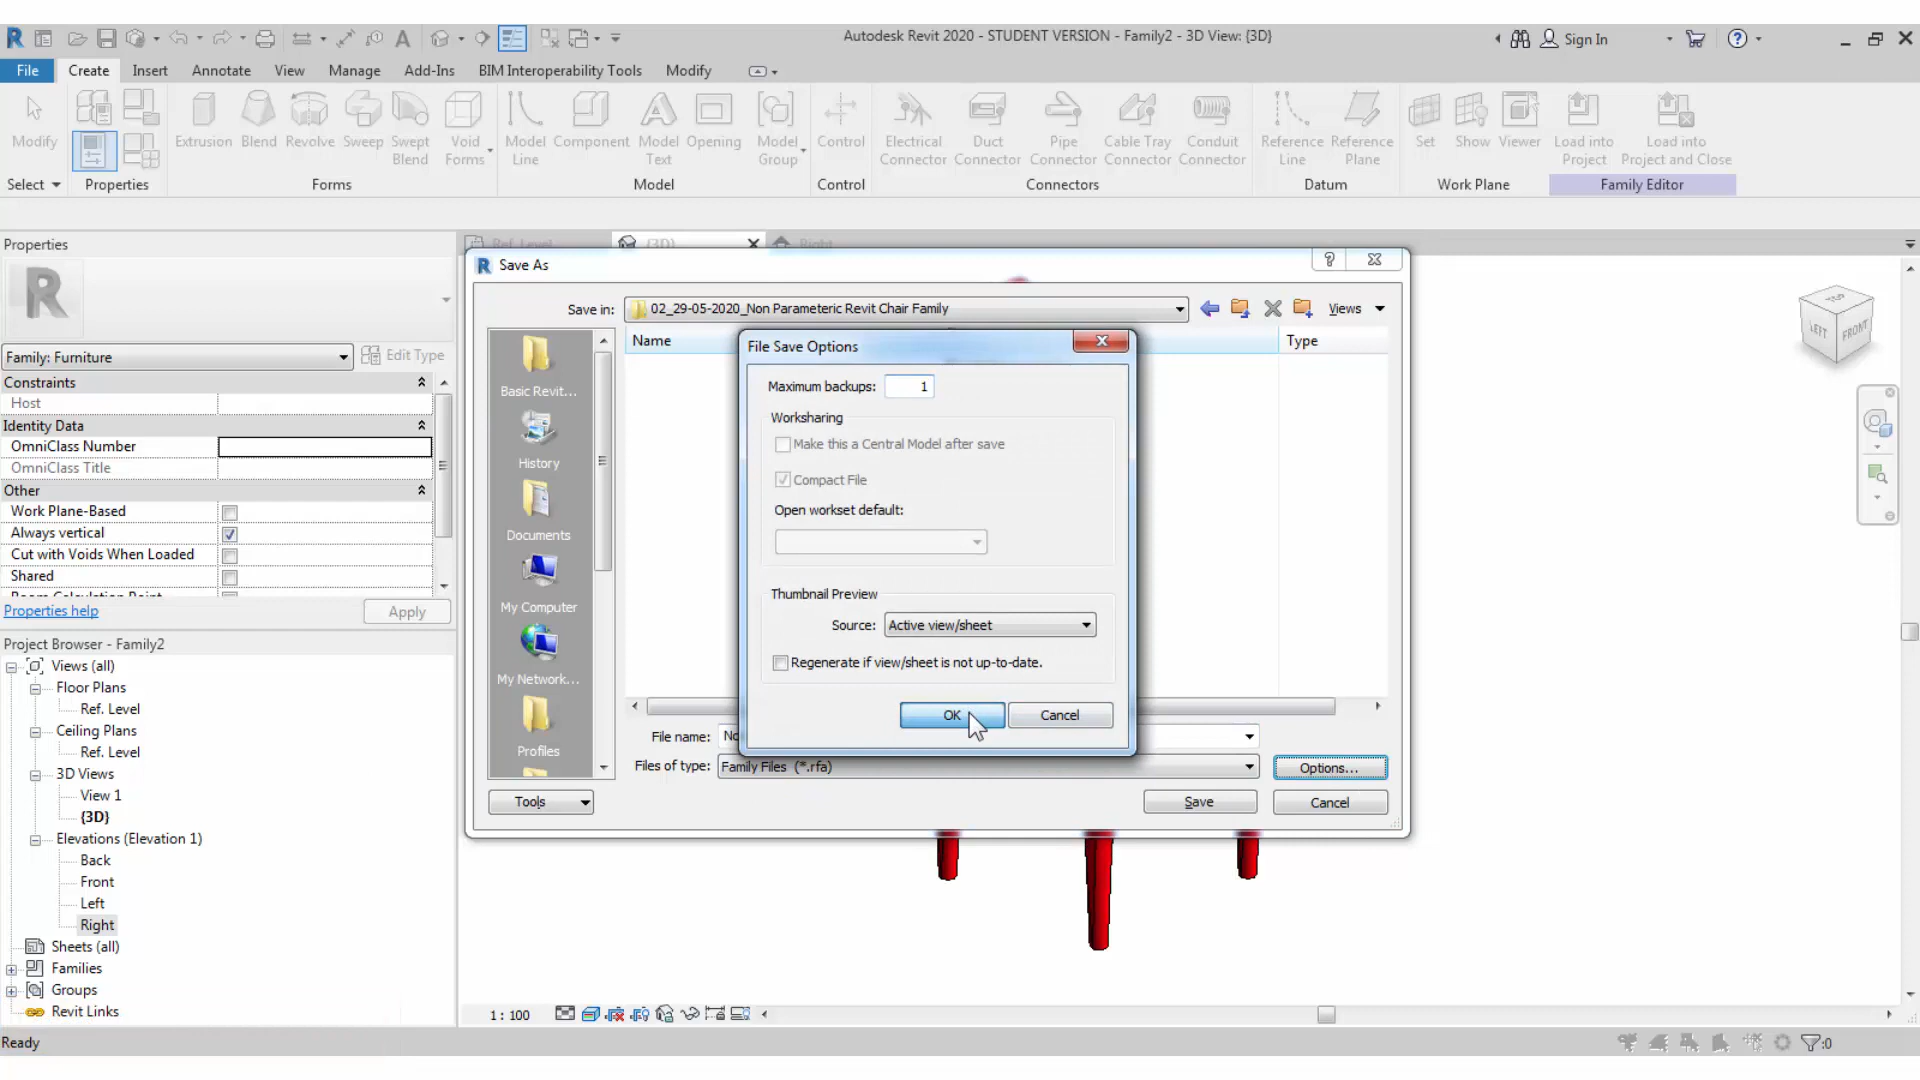 Autodesk Revit 2020 - STUDENT VERSION - Family2 - 3D View: {3D}
Sign In
File Create Insert Annotate View Manage Add-Ins BIM Interoperability Tools Modify
Modify
Extrusion Blend Revolve Sweep Swept Blend Void Forms
Model Line Component Model Text Opening Model Group
Control
Electrical Connector Duct Connector Pipe Connector Cable Tray Connector Conduit Connector
Reference Line Reference Plane
Set Show Viewer
Load into Project Load into Project and Close
Select Properties Forms Model Control Connectors Datum Work Plane Family Editor
Properties
Ref. Level {3D} Right
Family: Furniture
Edit Type
Constraints
Host
Identity Data
OmniClass Number
OmniClass Title
Other
Work Plane-Based
Always vertical
Cut with Voids When Loaded
Shared
Room Calculation Point
Properties help
Apply
Project Browser - Family2
Views (all)
Floor Plans
Ref. Level
Ceiling Plans
Ref. Level
3D Views
View 1
{3D}
Elevations (Elevation 1)
Back
Front
Left
Right
Sheets (all)
Families
Groups
Revit Links
Save As
Save in: 02_29-05-2020_Non Parameteric Revit Chair Family
Views
Name
Type
Basic Revit...
History
Documents
My Computer
My Network...
Profiles
File name:
Files of type: Family Files (*.rfa)
Options...
Tools
Save
Cancel
File Save Options
Maximum backups: 1
Worksharing
Make this a Central Model after save
Compact File
Open workset default:
Thumbnail Preview
Source: Active view/sheet
Regenerate if view/sheet is not up-to-date.
OK
Cancel
TOP
LEFT
FRONT
1 : 100
Ready
:0